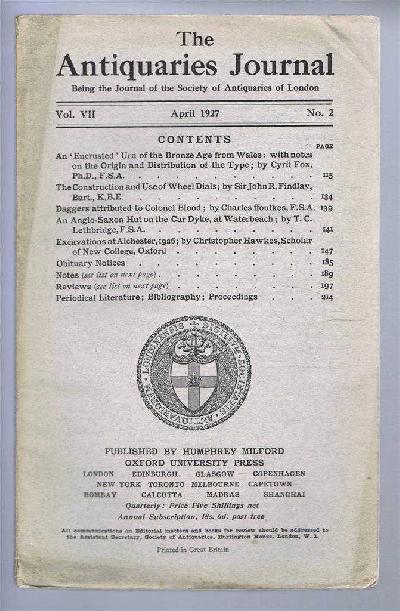 The
Antiquaries Journal
Being the Journal of the Society of Antiquaries of London
Vol. VII April 1927 No. 2
CONTENTS
PAGE
An 'Encrusted' Urn of the Bronze Age from Wales: with notes
on the Origin and Distribution of the Type; by Cyril Fox,
Ph.D., F.S.A. 115
The Construction and Use of Wheel Dials; by Sir John R. Findlay,
Bart., K.B.E. 134
Daggers attributed to Colonel Blood; by Charles ffoulkes, F.S.A. 139
An Anglo-Saxon Hut on the Car Dyke, at Waterbeach; by T. C.
Lethbridge, F.S.A. 141
Excavations at Alchester, 1926; by Christopher Hawkes, Scholar
of New College, Oxford 147
Obituary Notices 185
Notes (see list on next page) 189
Reviews (see list on next page) 197
Periodical Literature; Bibliography; Proceedings 214
PUBLISHED BY HUMPHREY MILFORD
OXFORD UNIVERSITY PRESS
LONDON EDINBURGH GLASGOW COPENHAGEN
NEW YORK TORONTO MELBOURNE CAPETOWN
BOMBAY CALCUTTA MADRAS SHANGHAI
Quarterly: Price Five Shillings net
Annual Subscription, 18s. 6d. post free
All communications on Editorial matters and books for review should be addressed to
the Assistant Secretary, Society of Antiquaries, Burlington House, London, W. 1.
Printed in Great Britain